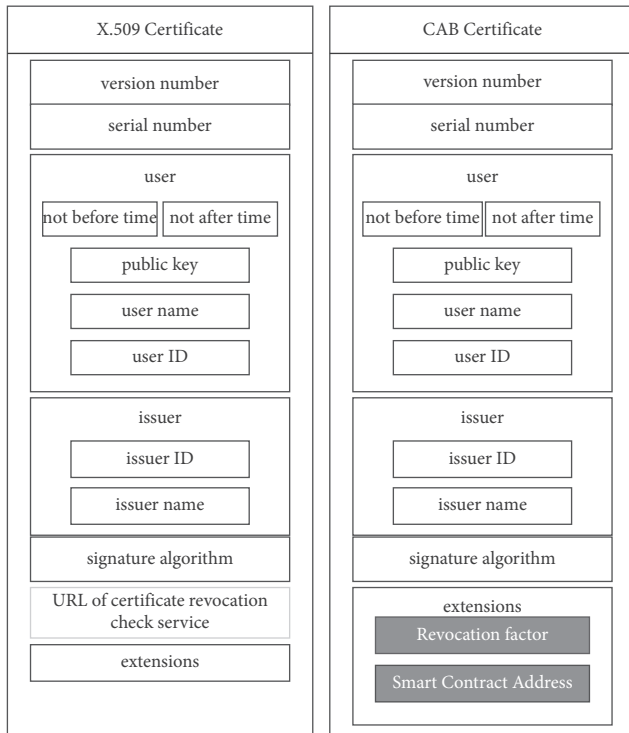 X.509 Certificate
version number
serial number
user
not before time
not after time
public key
user name
user ID
issuer
issuer ID
issuer name
signature algorithm
URL of certificate revocation
check service
extensions
CAB Certificate
version number
serial number
user
not before time
not after time
public key
user name
user ID
issuer
issuer ID
issuer name
signature algorithm
extensions
Revocation factor
Smart Contract Address